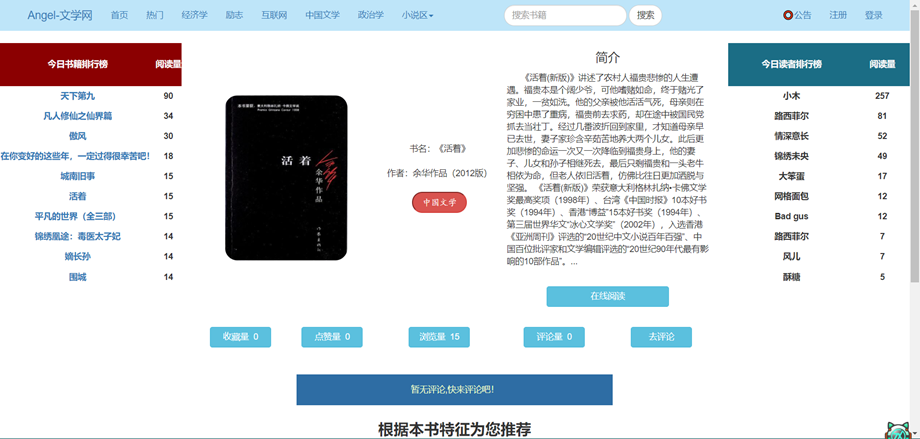 Angel-文学网 首页 热门 经济学 励志 互联网 中国文学 政治学 小说区 搜索书籍 搜索 公告 注册 登录
今日书籍排行榜 阅读量
天下第九 90
凡人修仙之仙界篇 34
傲风 30
在你变好的这些年，一定过得很辛苦吧！ 18
城南旧事 15
活着 15
平凡的世界（全三部） 15
锦绣凰途：毒医太子妃 14
嫡长孙 14
围城 14
活着
余华作品
书名：《活着》
作者：余华作品（2012版）
中国文学
简介
《活着(新版)》讲述了农村人福贵悲惨的人生遭
遇。福贵本是个阔少爷，可他嗜赌如命，终于赌光了
家业，一贫如洗。他的父亲被他活活气死，母亲则在
穷困中患了重病，福贵前去求药，却在途中被国民党
抓去当壮丁。经过几番波折回到家里，才知道母亲早
已去世，妻子家珍含辛茹苦地养大两个儿女。此后更
加悲惨的命运一次又一次降临到福贵身上，他的妻
子、儿女和孙子相继死去，最后只剩福贵和一头老牛
相依为命，但老人依旧活着，仿佛比往日更加洒脱与
坚强。 《活着(新版)》荣获意大利格林扎纳•卡佛文学
奖最高奖项（1998年）、台湾《中国时报》10本好书
奖（1994年）、香港“博益”15本好书奖（1994年）、
第三届世界华文“冰心文学奖”（2002年），入选香港
《亚洲周刊》评选的“20世纪中文小说百年百强”、中
国百位批评家和文学编辑评选的“20世纪90年代最有影
响的10部作品”。...
在线阅读
今日读者排行榜 阅读量
小木 257
路西菲尔 81
情深意长 52
锦绣未央 49
大笨蛋 17
网格面包 12
Bad gus 12
路西菲尔 7
风儿 7
酥糖 5
收藏量 0 点赞量 0 浏览量 15 评论量 0 去评论
暂无评论,快来评论吧！
根据本书特征为您推荐